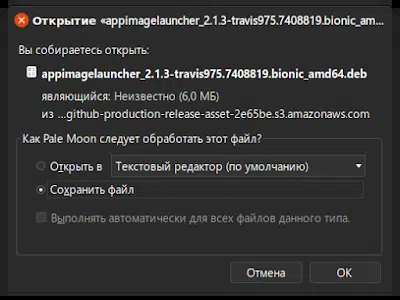 Открытие «appimagelauncher_2.1.3-travis975.7408819.bionic_am...
Вы собираетесь открыть:
appimagelauncher_2.1.3-travis975.7408819.bionic_amd64.deb
являющийся: Неизвестно (6,0 МБ)
из ...github-production-release-asset-2e65be.s3.amazonaws.com
Как Pale Moon следует обработать этот файл?
Открыть в Текстовый редактор (по умолчанию)
Сохранить файл
Выполнять автоматически для всех файлов данного типа.
Отмена ОК